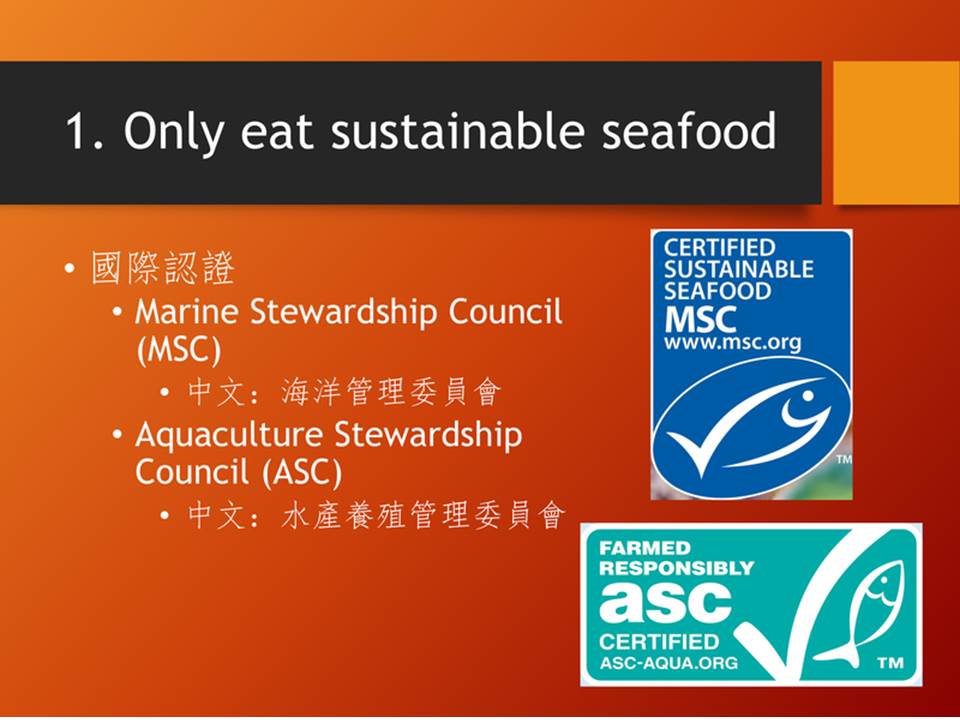 1. Only eat sustainable seafood
• 國際認證
• Marine Stewardship Council
(MSC)
• 中文：海洋管理委員會
• Aquaculture Stewardship
Council (ASC)
• 中文：水產養殖管理委員會
CERTIFIED
SUSTAINABLE
SEAFOOD
MSC
www.msc.org
TM
FARMED
RESPONSIBLY
asc
CERTIFIED
ASC-AQUA.ORG
TM